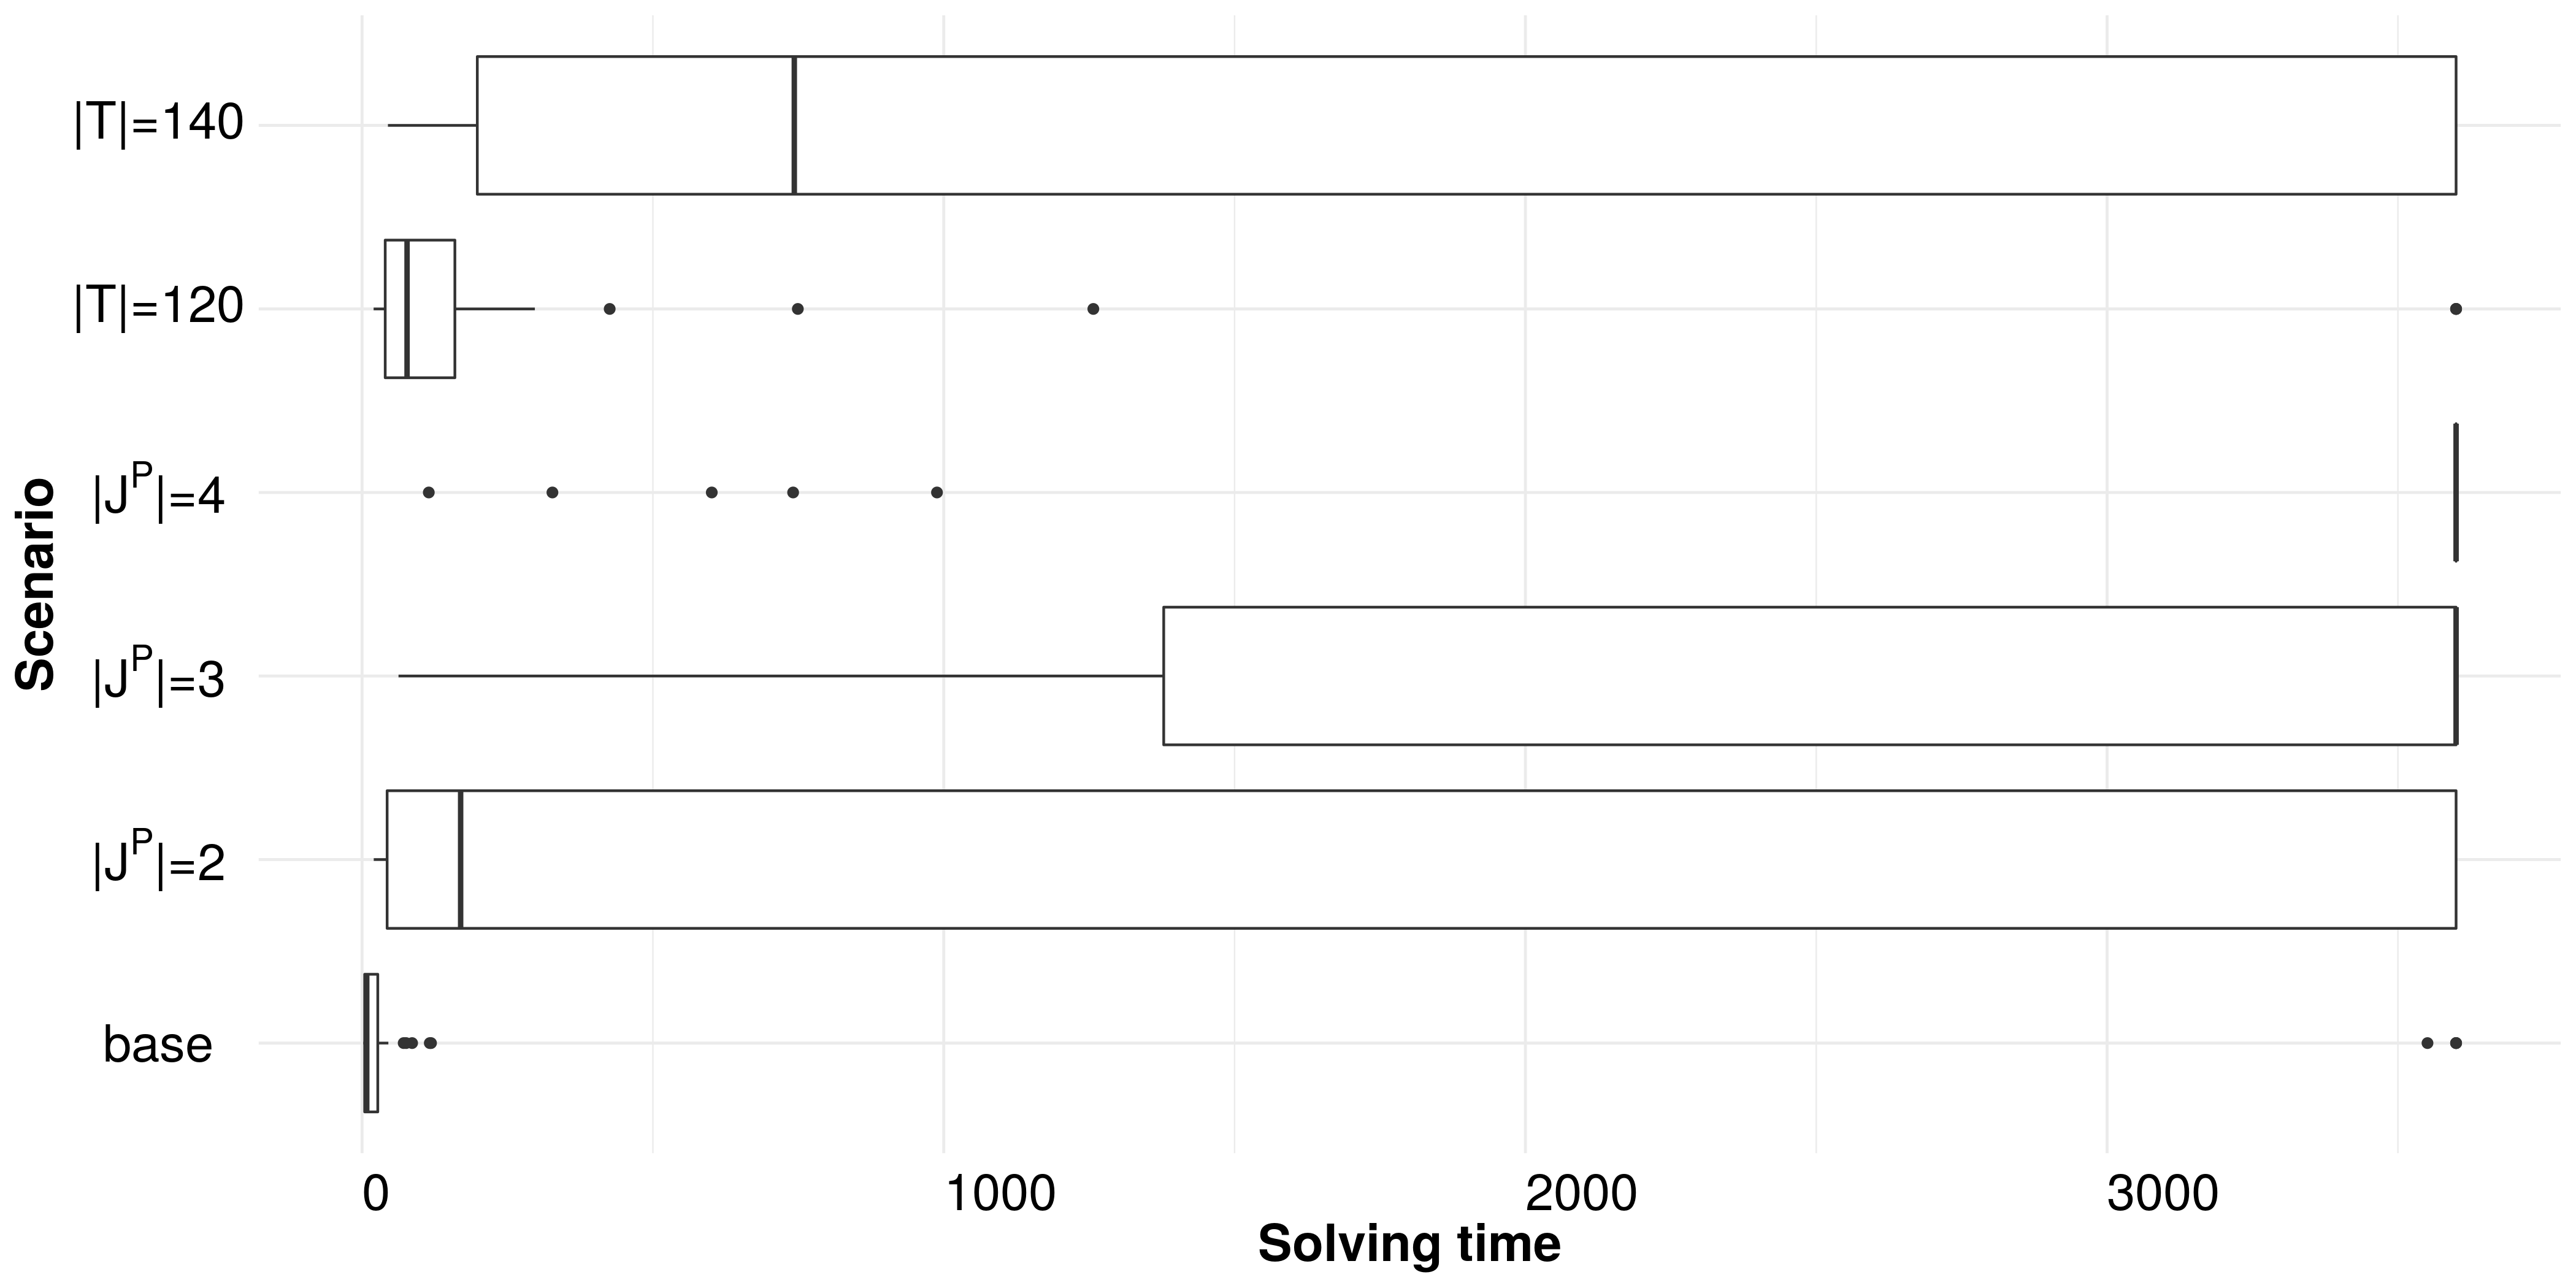 |T|=140
|T|=120
|J^P|=4
|J^P|=3
|J^P|=2
base
Scenario
0 1000 2000 3000
Solving time